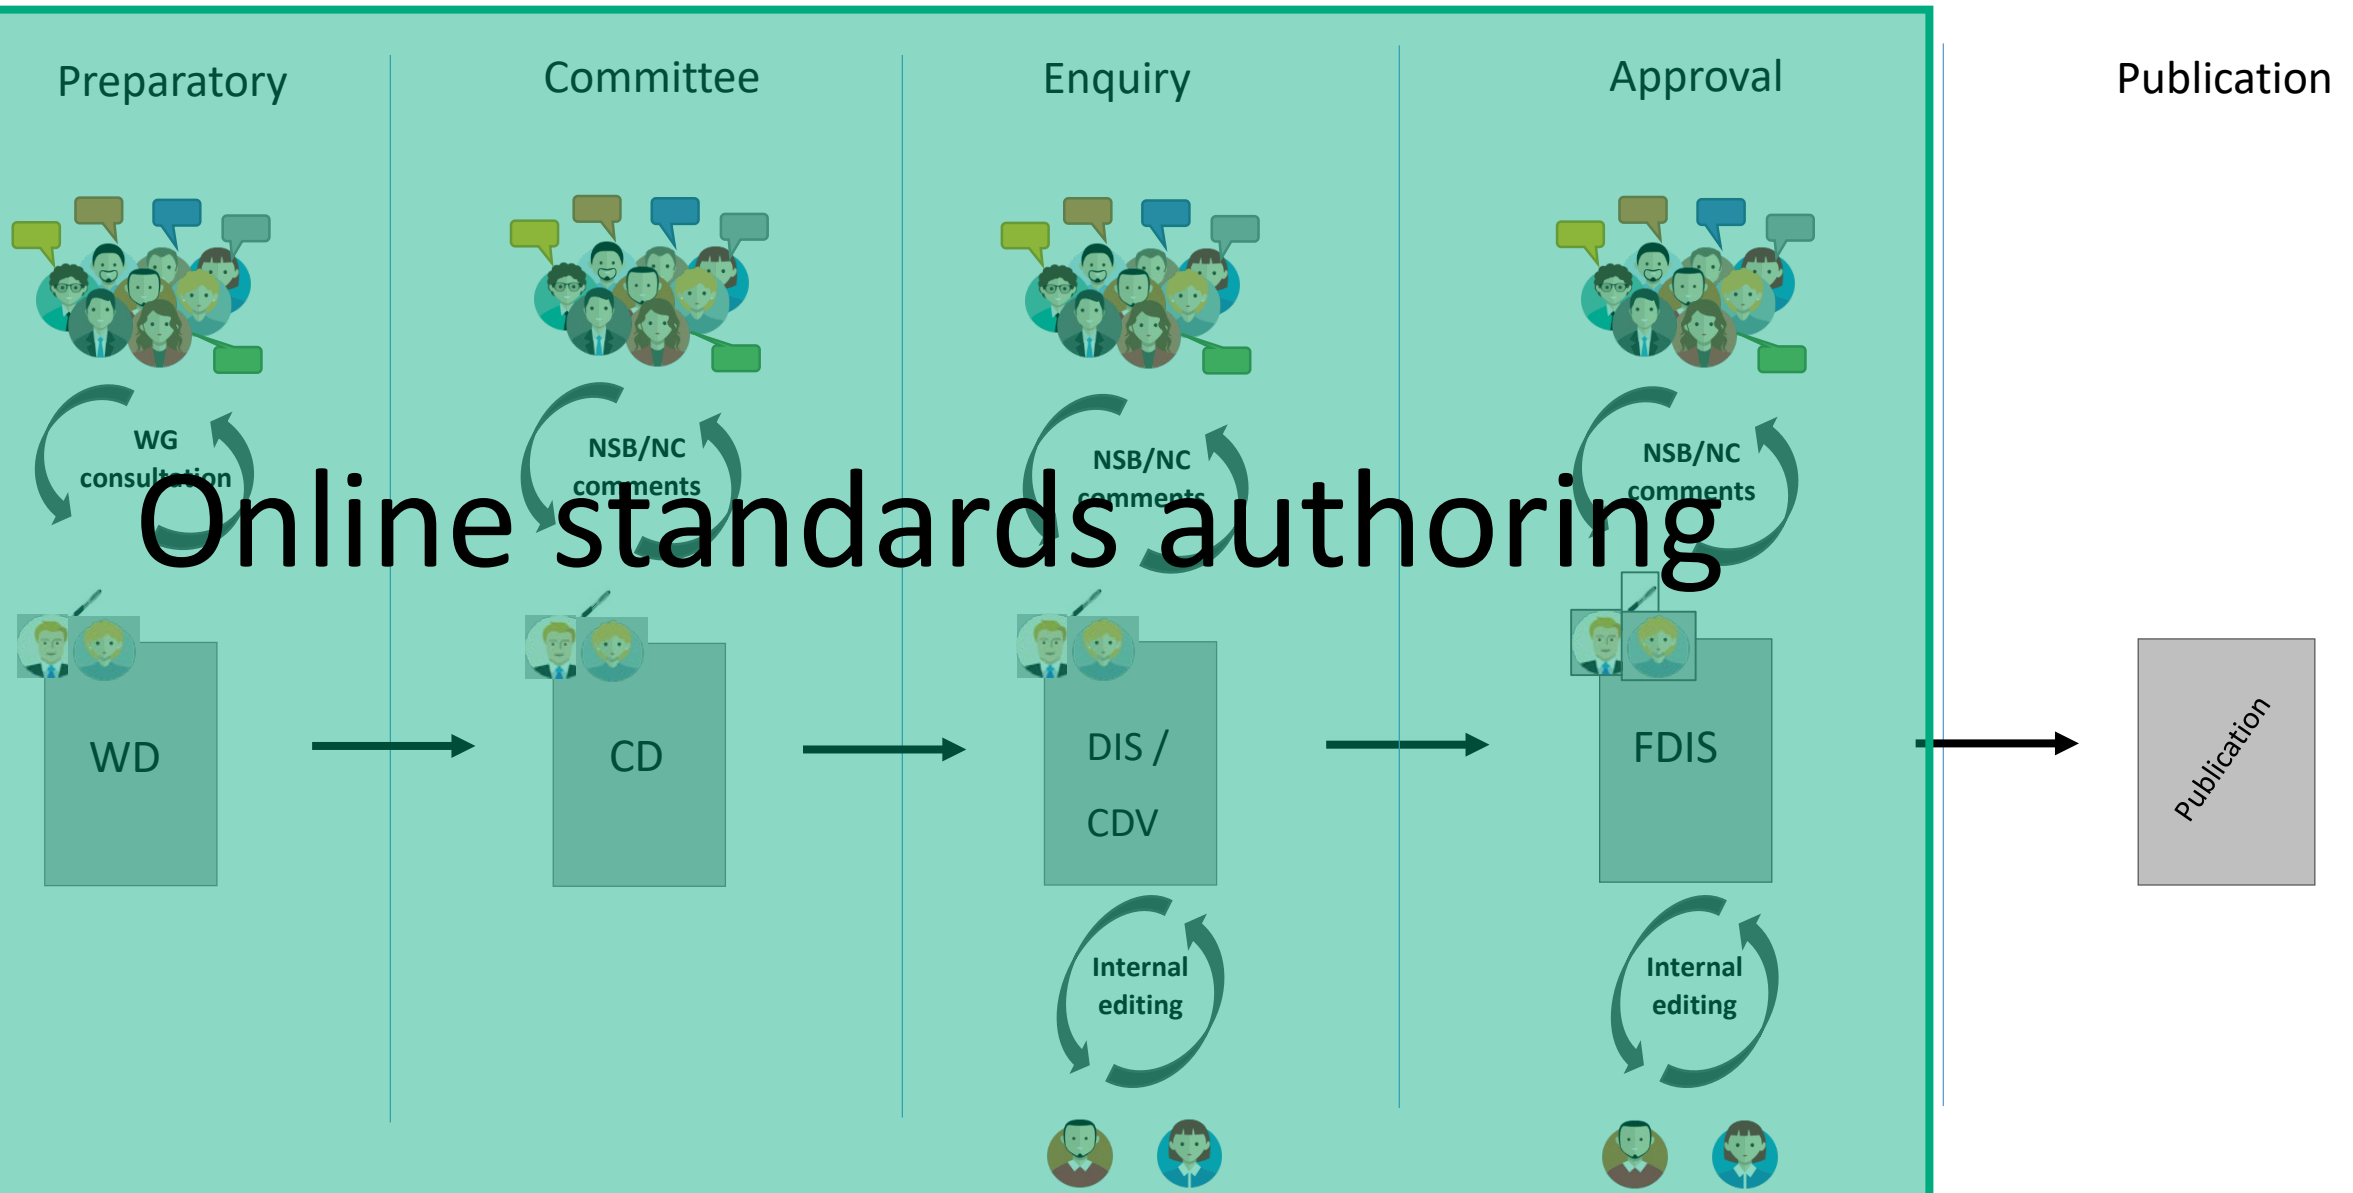 Preparatory
Committee
Enquiry
Approval
Publication
WG
consultation
NSB/NC
comments
NSB/NC
comments
NSB/NC
comments
Online standards authoring
WD
CD
DIS /
CDV
FDIS
Publication
Internal
editing
Internal
editing